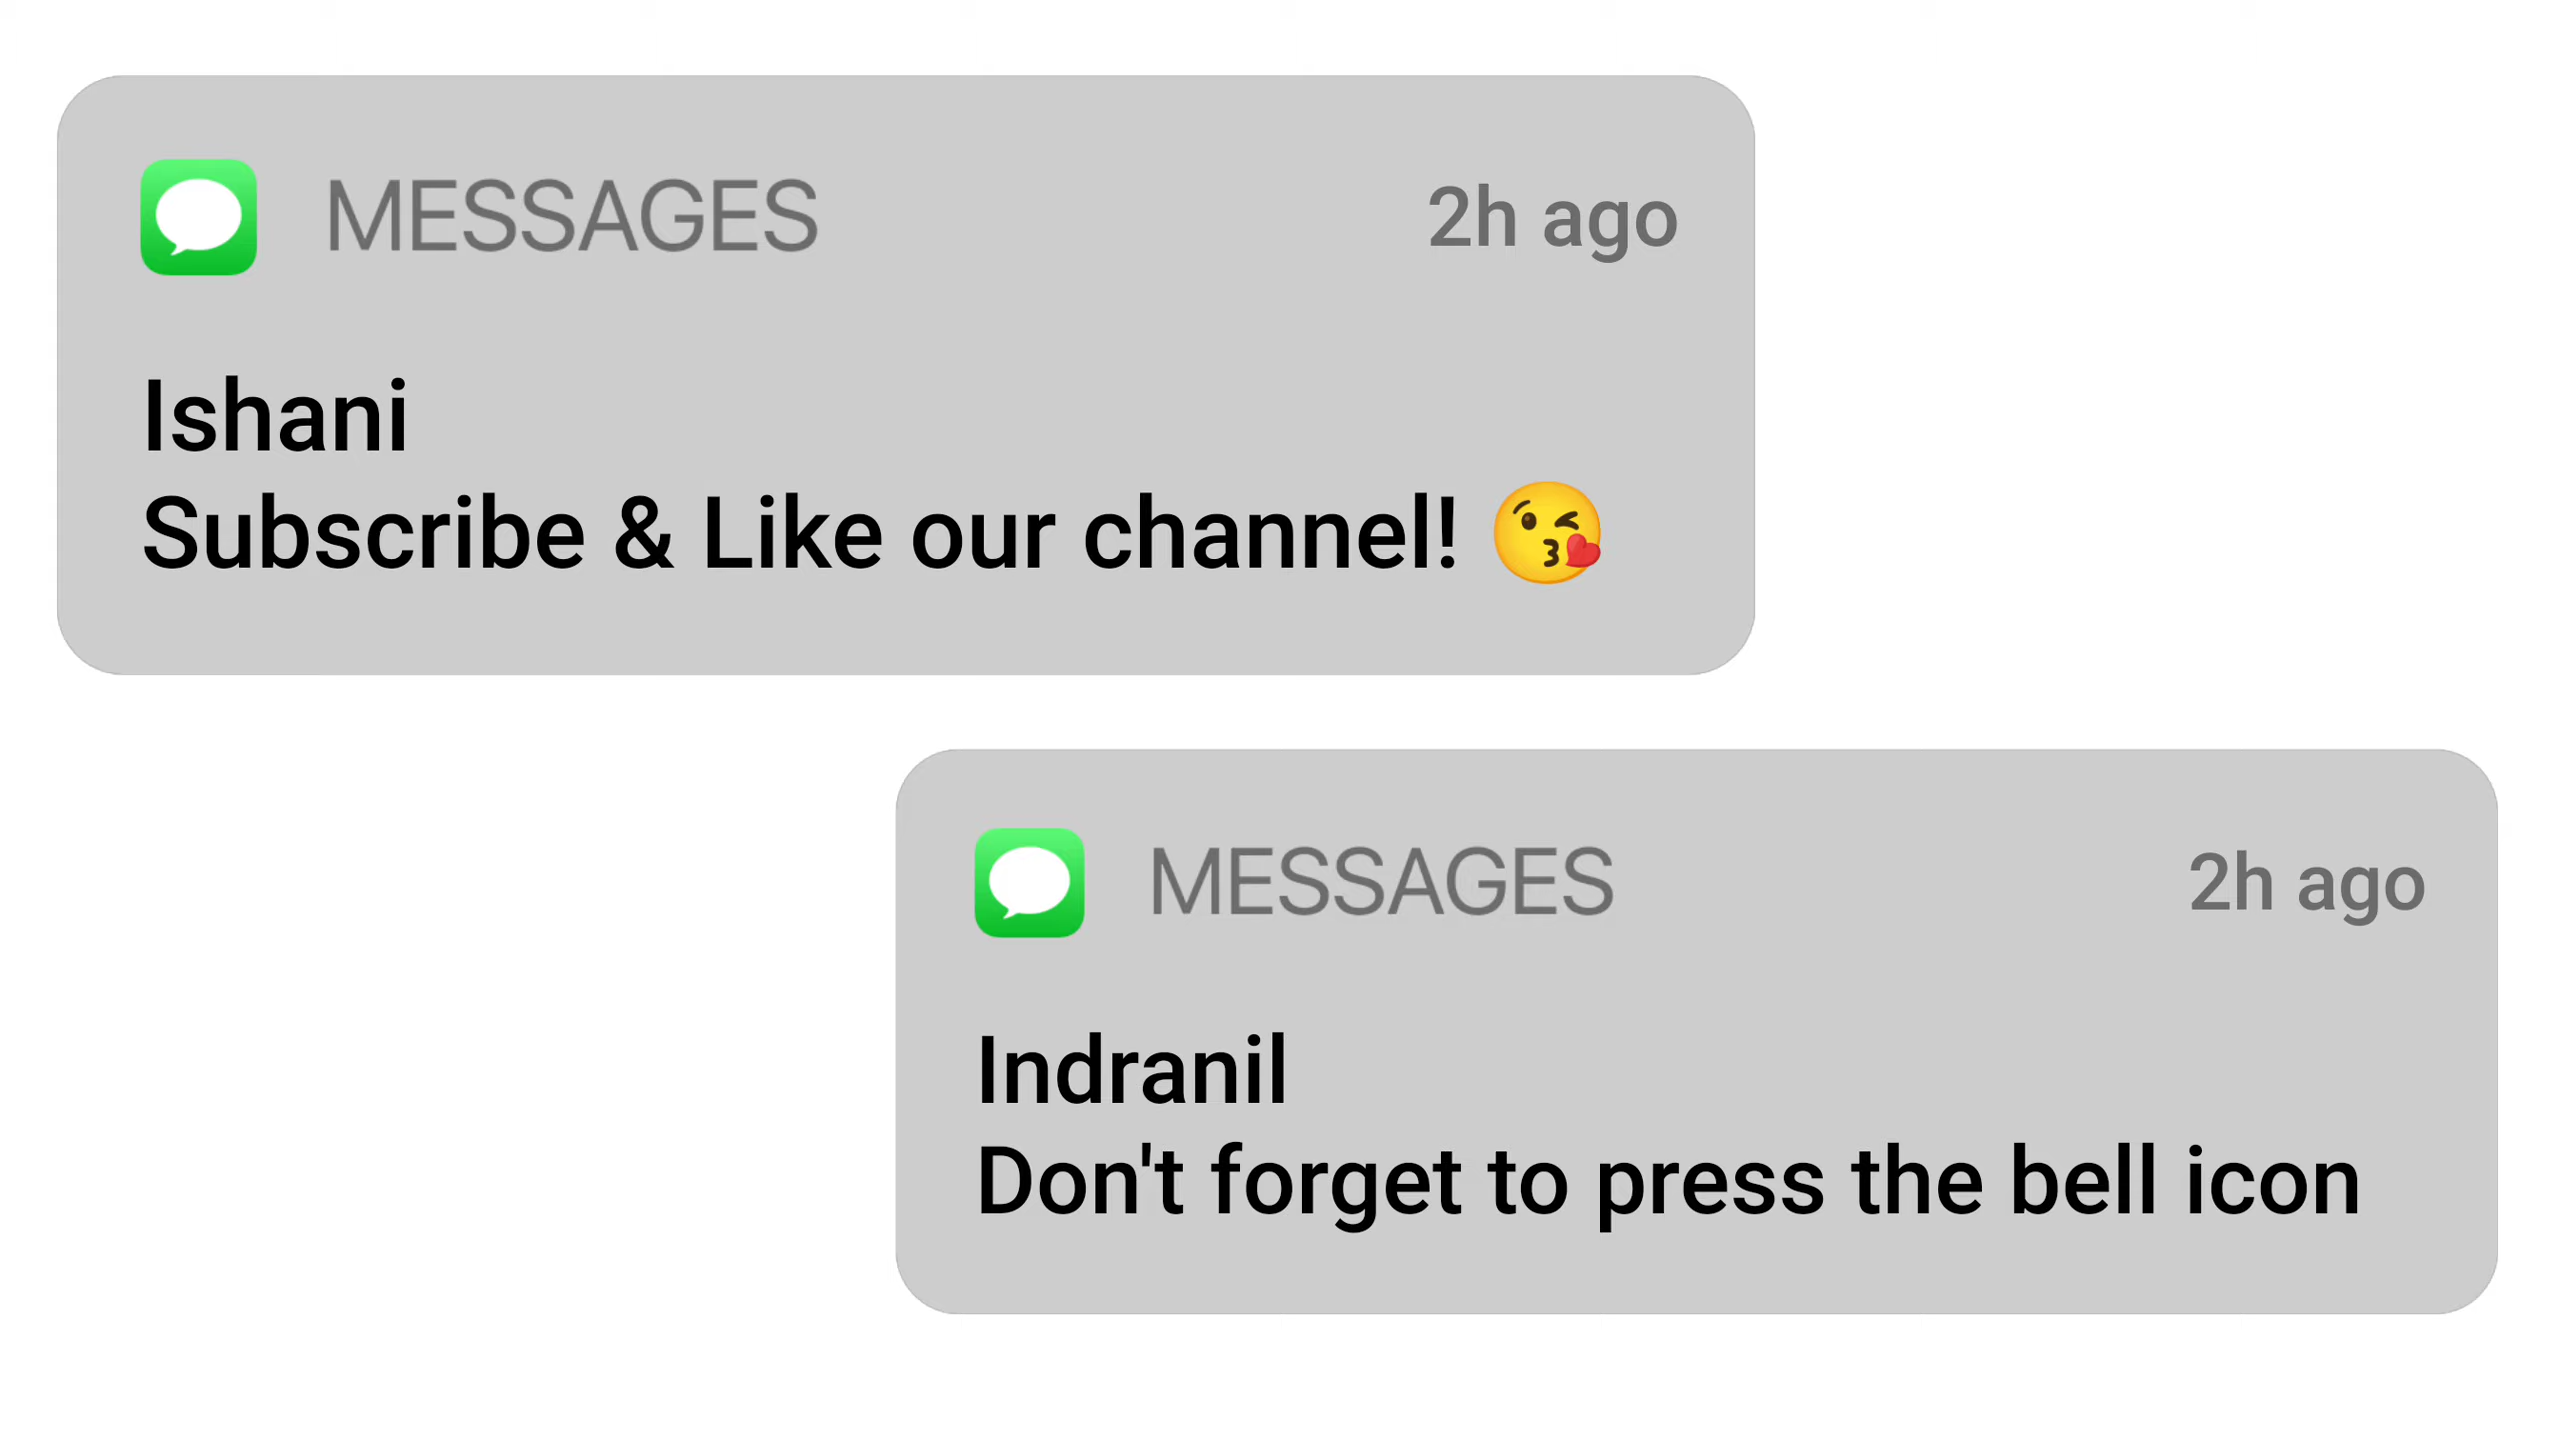 MESSAGES 2h ago
Ishani
Subscribe & Like our channel! 😘
MESSAGES 2h ago
Indranil
Don't forget to press the bell icon